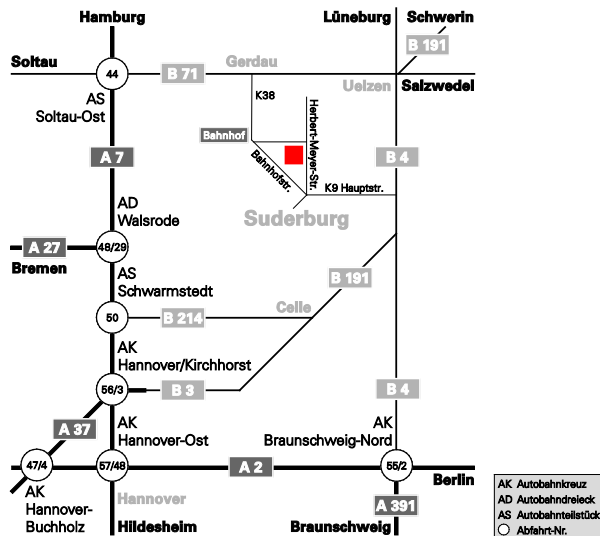 Hamburg
Lüneburg
Schwerin
B 191
Soltau
44
B 71
Gerdau
Uelzen
Salzwedel
AS
Soltau-Ost
K38
Herbert-Meyer-Str.
Bahnhof
Bahnhofstr.
A 7
B 4
K9 Hauptstr.
AD
Walsrode
Suderburg
A 27
48/29
Bremen
AS
Schwarmstedt
B 191
50
B 214
Celle
AK
Hannover/Kirchhorst
56/3
B 3
B 4
A 37
AK
Hannover-Ost
AK
Braunschweig-Nord
47/4
57/48
A 2
55/2
Berlin
AK
Hannover-
Buchholz
Hannover
Hildesheim
A 391
Braunschweig
AK Autobahnkreuz
AD Autobahndreieck
AS Autobahnteilstück
Abfahrt-Nr.